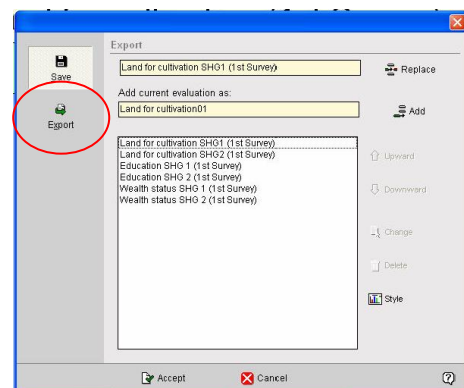 Export
Save
Land for cultivation SHG1 (1st Survey)
Replace
Add current evaluation as:
Export
Land for cultivation01
Add
Land for cultivation SHG1 (1st Survey)
Land for cultivation SHG2 (1st Survey)
Education SHG 1 (1st Survey)
Education SHG 2 (1st Survey)
Wealth status SHG 1 (1st Survey)
Wealth status SHG 2 (1st Survey)
Upward
Downward
Change
Delete
Style
Accept
Cancel